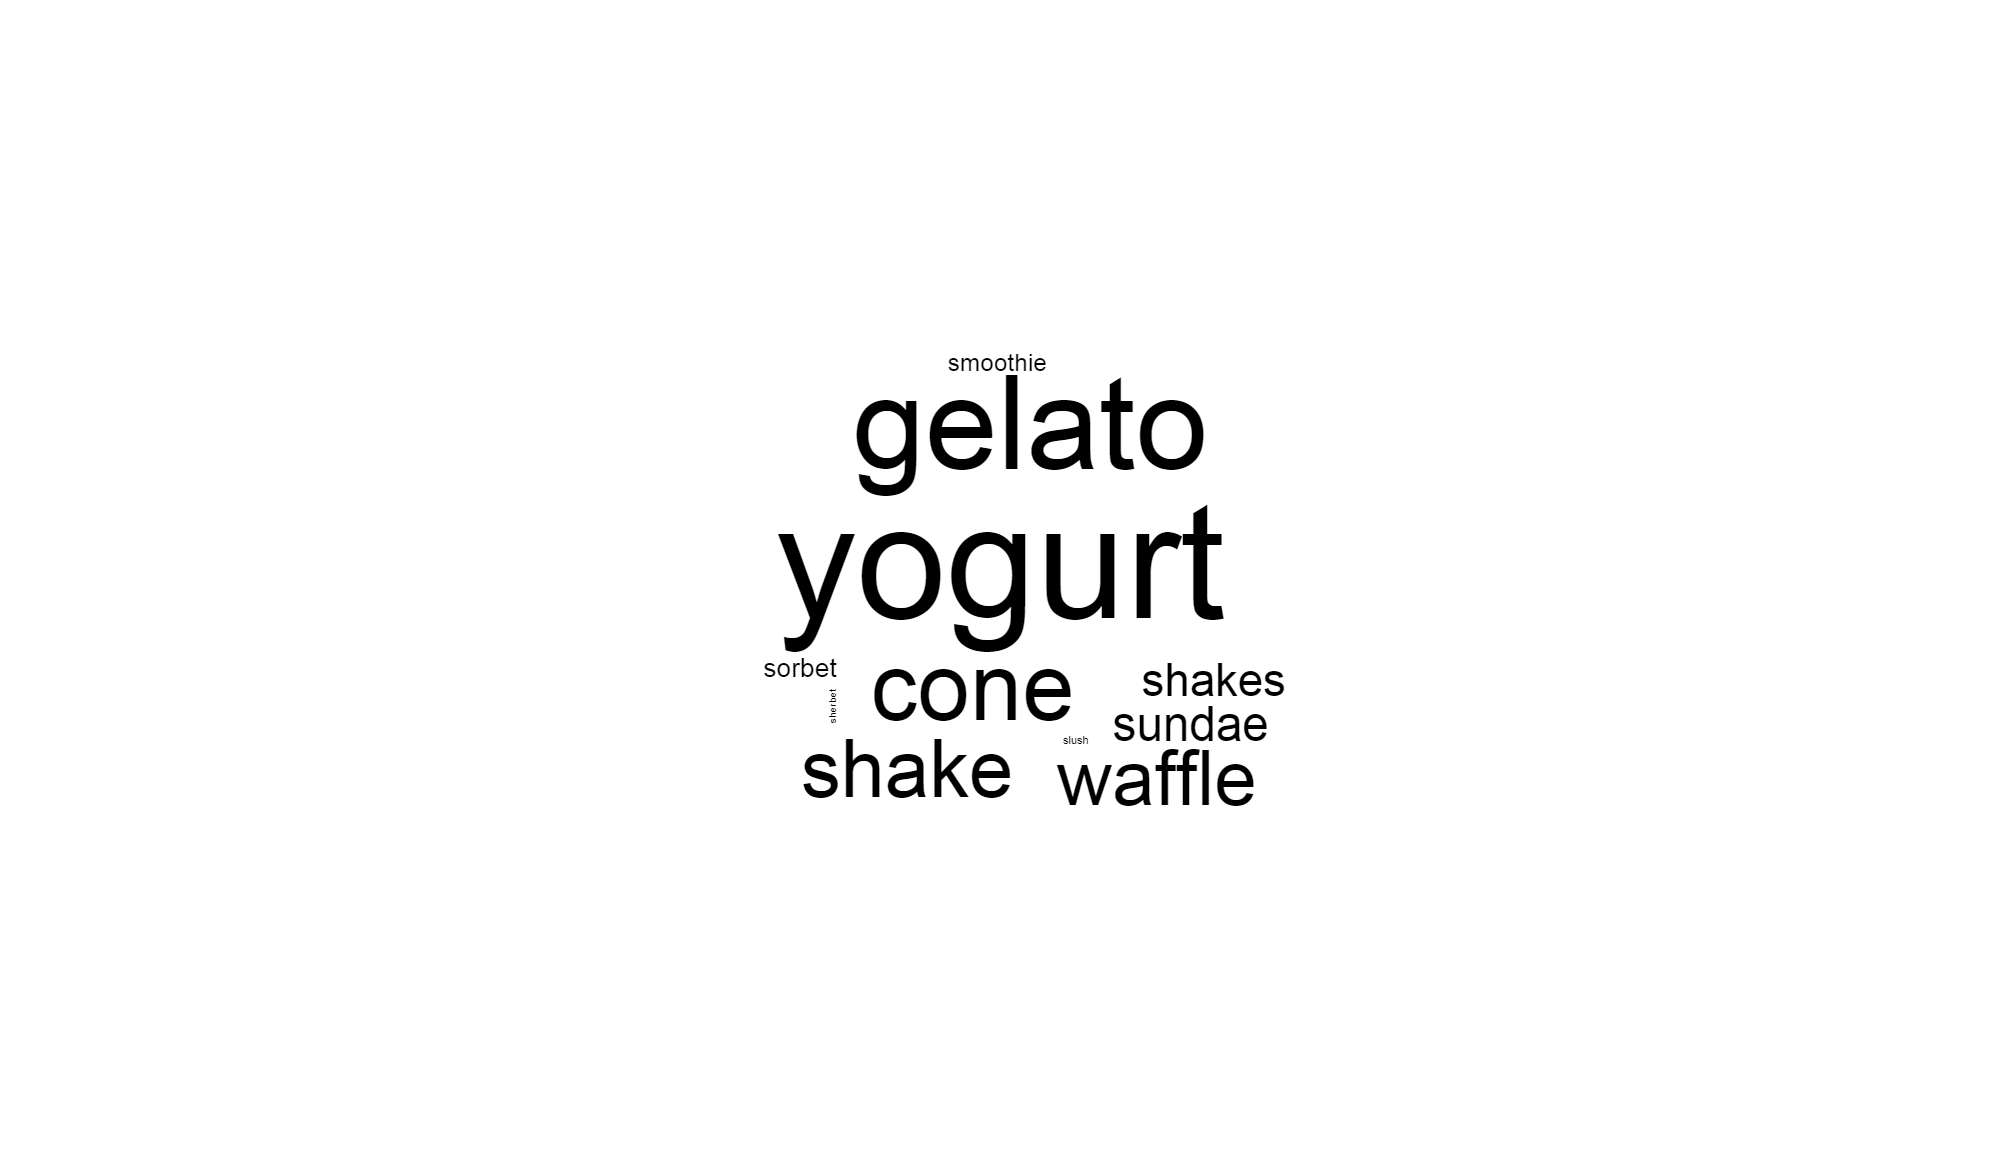 smoothie
gelato
yogurt
sorbet
cone
shakes
sherbet
sundae
slush
shake
waffle